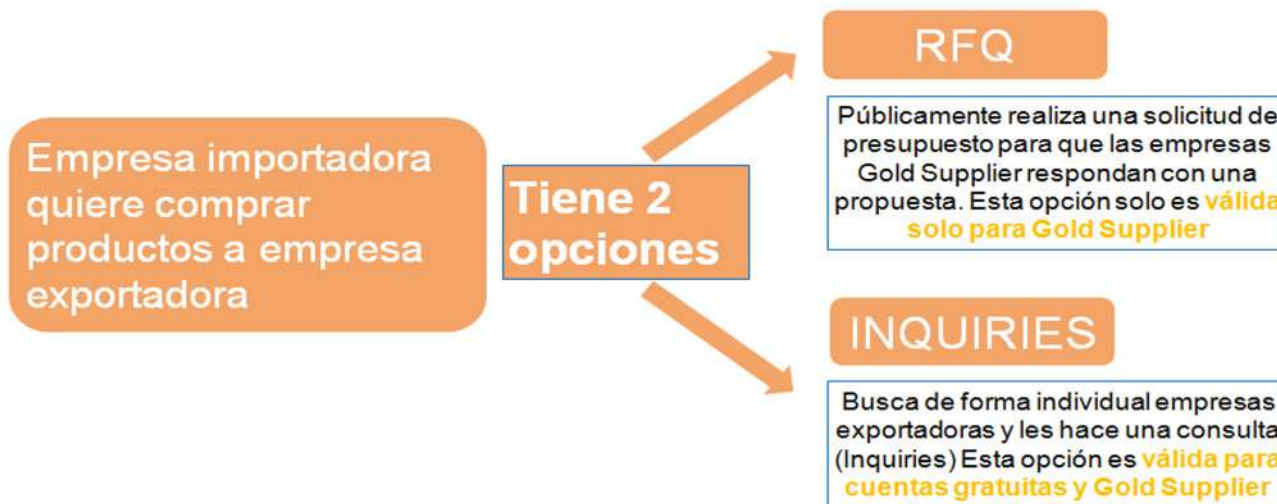 Empresa importadora
quiere comprar
productos a empresa
exportadora
Tiene 2
opciones
RFQ
Públicamente realiza una solicitud de
presupuesto para que las empresas
Gold Supplier respondan con una
propuesta. Esta opción solo es válida
solo para Gold Supplier
INQUIRIES
Busca de forma individual empresas
exportadoras y les hace una consulta
(Inquiries) Esta opción es válida para
cuentas gratuitas y Gold Supplier